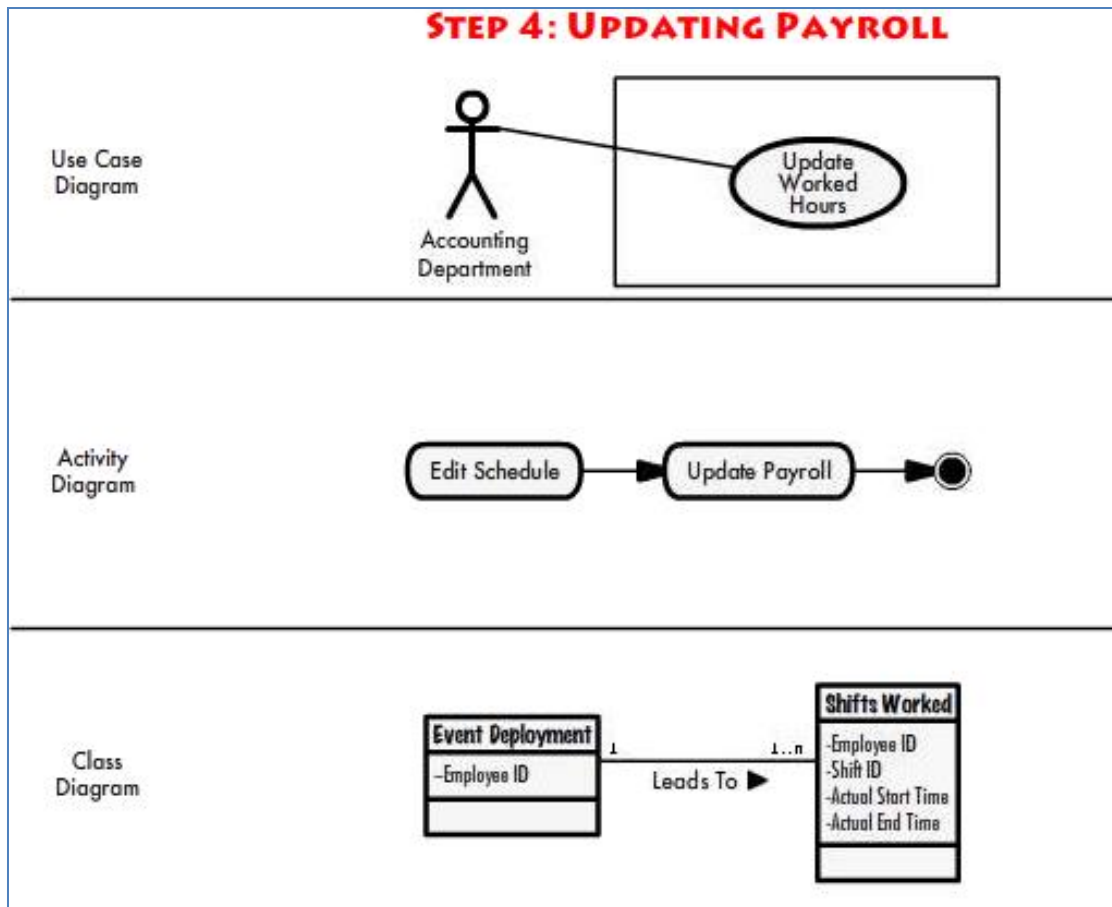 STEP 4: UPDATING PAYROLL
Use Case
Diagram
Update
Worked
Hours
Accounting
Department
Activity
Diagram
Edit Schedule
Update Payroll
Class
Diagram
Event Deployment
-Employee ID
1
1..n
Leads To
Shifts Worked
-Employee ID
-Shift ID
-Actual Start Time
-Actual End Time